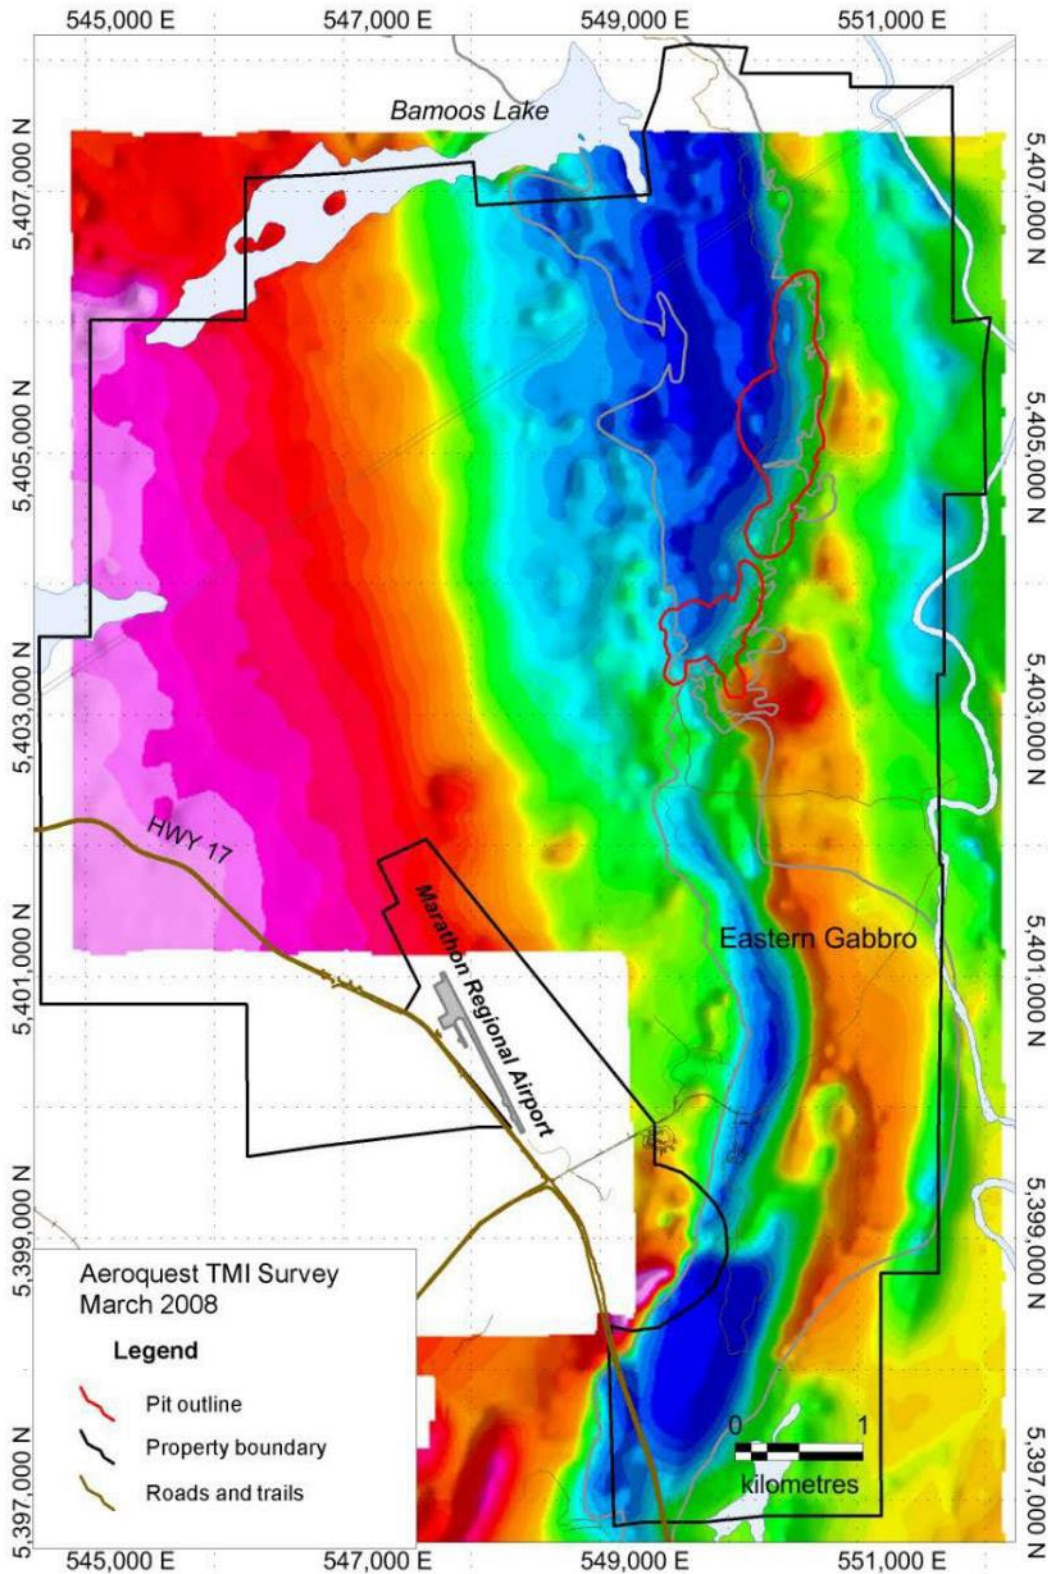 545,000 E
547,000 E
549,000 E
551,000 E
Bamoos Lake
5,407,000 N
5,407,000 N
5,405,000 N
5,405,000 N
5,403,000 N
5,403,000 N
HWY 17
Marathon Regional Airport
Eastern Gabbro
5,401,000 N
5,401,000 N
5,399,000 N
5,399,000 N
Aeroquest TMI Survey
March 2008
Legend
Pit outline
Property boundary
Roads and trails
0 1
kilometres
5,397,000 N
5,397,000 N
545,000 E
547,000 E
549,000 E
551,000 E